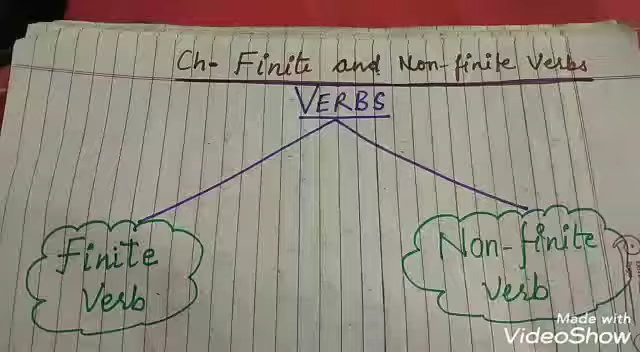 Ch- Finite and Non-finite Verbs
VERBS
Finite
Verb
Non-finite
Verb
Made with
VideoShow